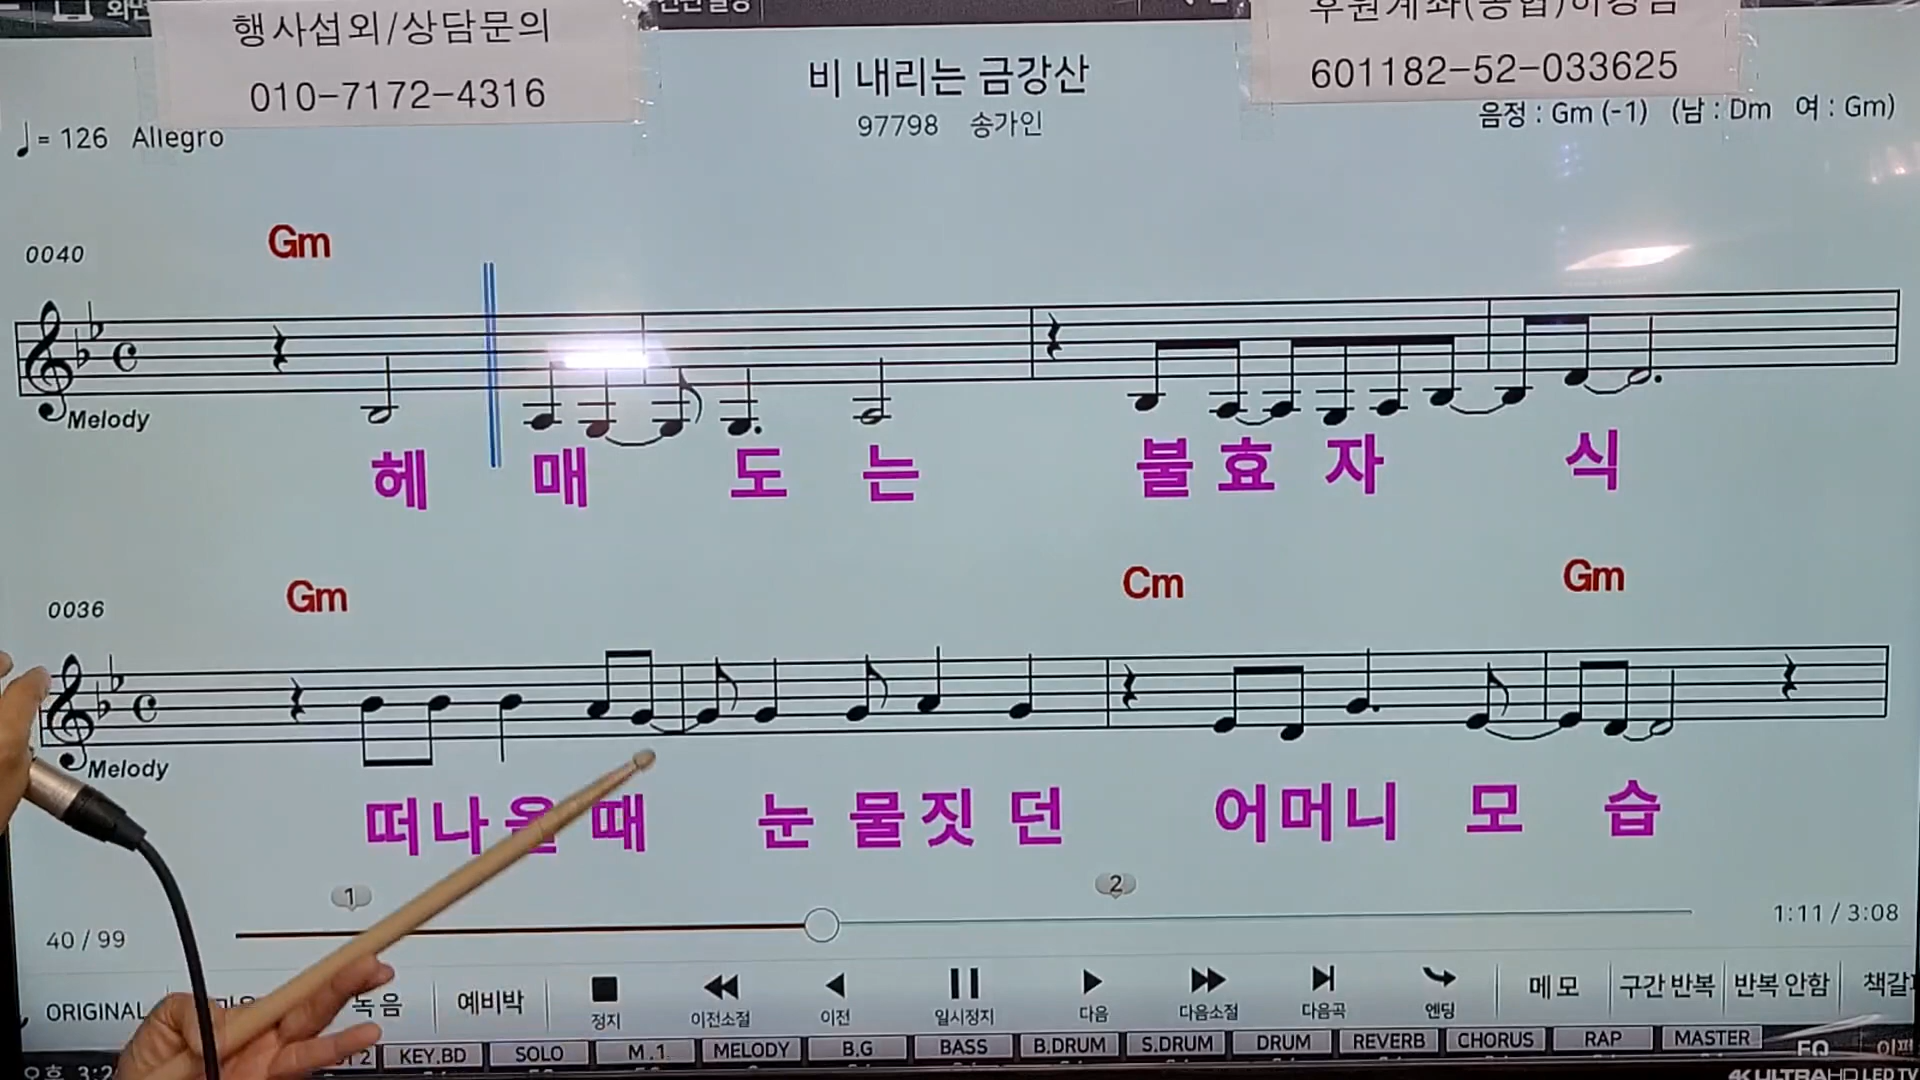 행사섭외/상담문의
010-7172-4316
601182-52-033625
비 내리는 금강산
97798 송가인
♩= 126 Allegro
음정 : Gm (-1) (남 : Dm 여 : Gm)
0040
Gm
Melody
헤 매 도 는 불 효 자 식
0036
Gm Cm Gm
Melody
떠 나 올 때 눈 물 짓 던 어 머 니 모 습
1 2
40 / 99
1:11 / 3:08
ORIGINAL 녹음 예비박 정지 이전소절 이전 일시정지 다음 다음소절 다음곡 엔딩 메모 구간반복 반복안함
KEY.BD SOLO M.1 MELODY B.G BASS B.DRUM S.DRUM DRUM REVERB CHORUS RAP MASTER EQ
4K ULTRA HD LED TV